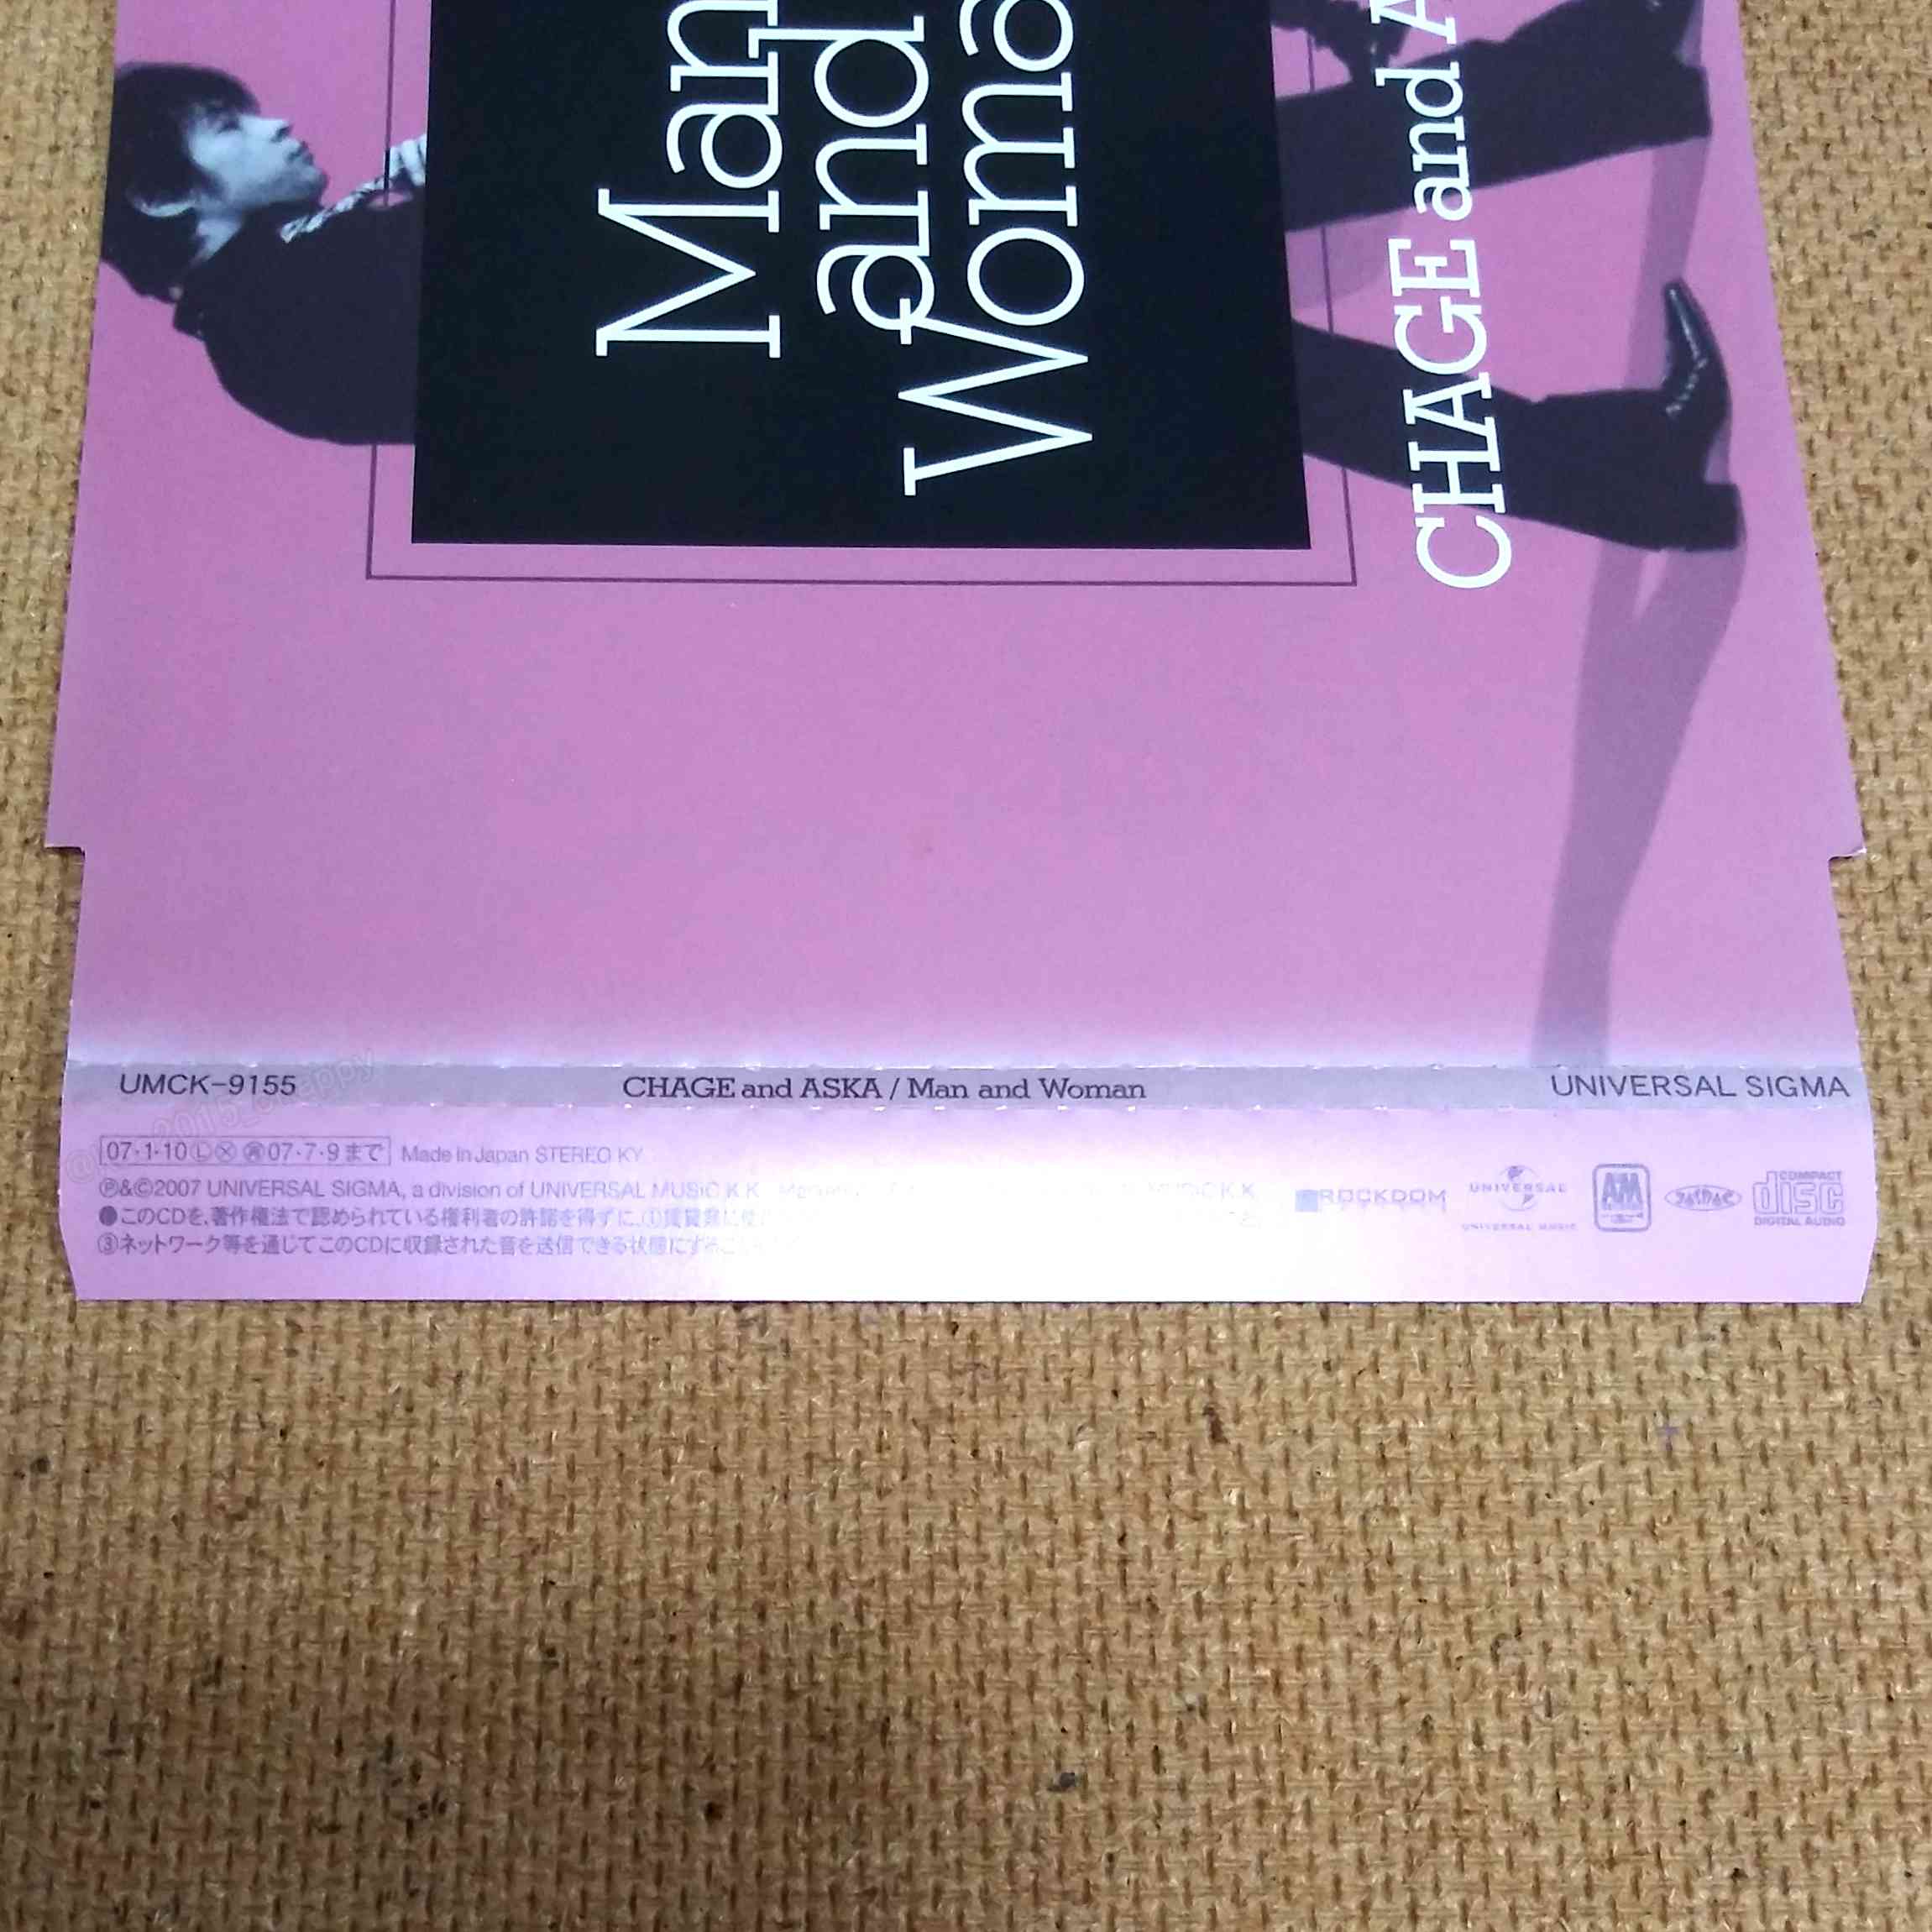 Man
and
Woma
CHAGE and A
UMCK-9155
CHAGE and ASKA / Man and Woman
UNIVERSAL SIGMA
07・1・10 Ⓛ Ⓧ 07・7・9まで Made in Japan STEREO KY
℗&©2007 UNIVERSAL SIGMA, a division of UNIVERSAL MUSIC K.K.
●このCDを、著作権法で認められている権利者の許諾を得ずに、①賃貸業に使
③ネットワーク等を通じてこのCDに収録された音を送信できる状態にするこ
ROCKDOM
UNIVERSAL
UNIVERSAL MUSIC
A&M
COMPACT
disc
DIGITAL AUDIO